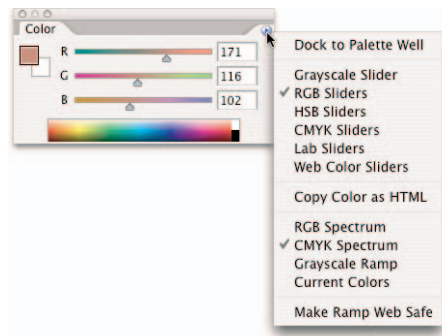 Color
R 171
G 116
B 102
Dock to Palette Well
Grayscale Slider
RGB Sliders
HSB Sliders
CMYK Sliders
Lab Sliders
Web Color Sliders
Copy Color as HTML
RGB Spectrum
CMYK Spectrum
Grayscale Ramp
Current Colors
Make Ramp Web Safe